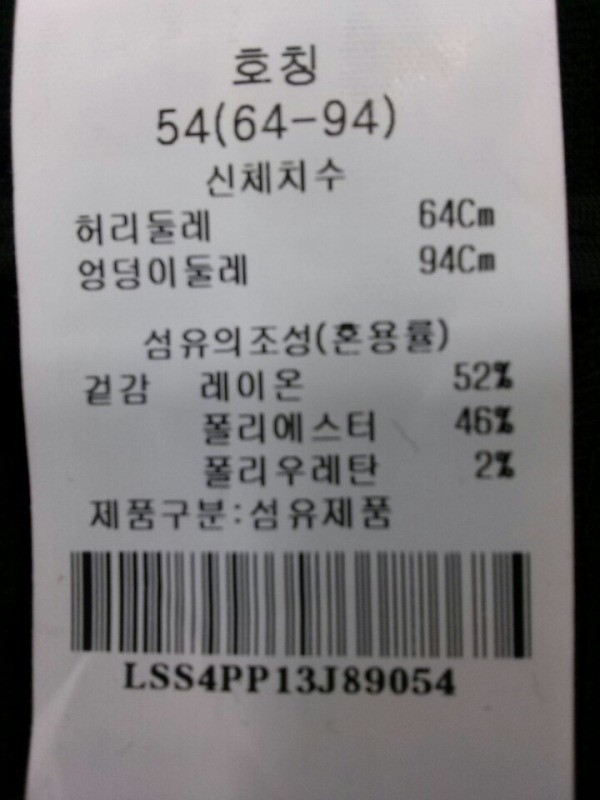 호칭
54(64-94)
신체치수
허리둘레 64Cm
엉덩이둘레 94Cm
섬유의조성(혼용률)
겉감 레이온 52%
폴리에스터 46%
폴리우레탄 2%
제품구분:섬유제품
LSS4PP13J89054